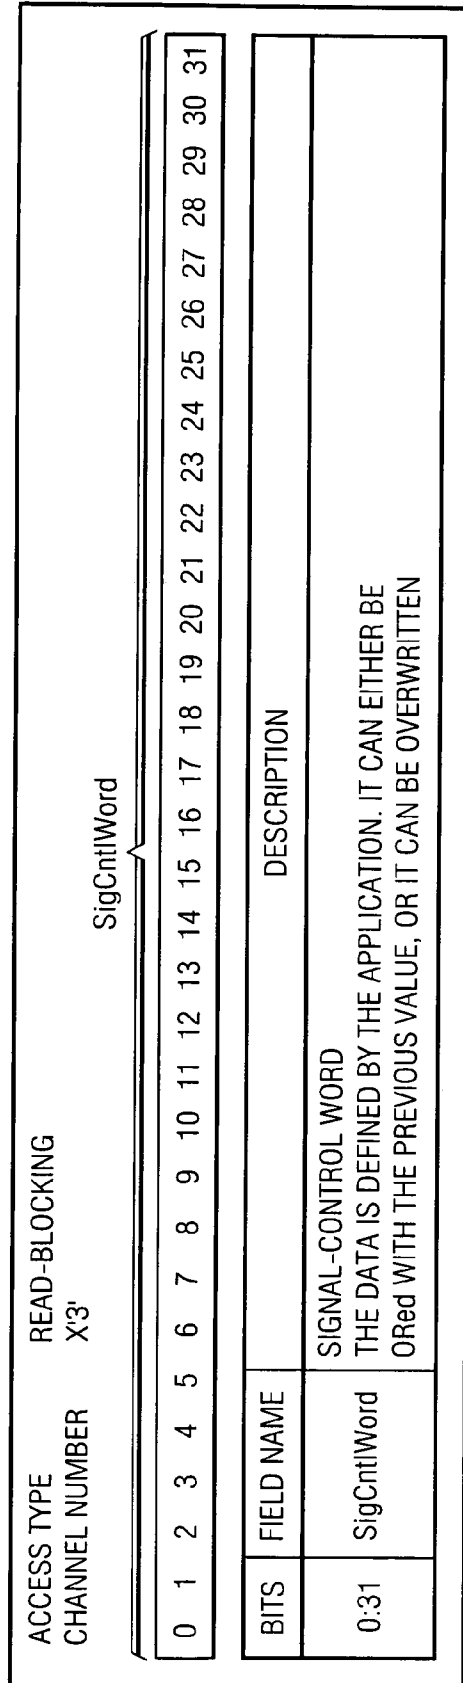 ACCESS TYPE READ-BLOCKING
CHANNEL NUMBER X'3'
SigCntlWord
0 1 2 3 4 5 6 7 8 9 10 11 12 13 14 15 16 17 18 19 20 21 22 23 24 25 26 27 28 29 30 31
BITS FIELD NAME DESCRIPTION
0:31 SigCntlWord SIGNAL-CONTROL WORD
THE DATA IS DEFINED BY THE APPLICATION. IT CAN EITHER BE
ORed WITH THE PREVIOUS VALUE, OR IT CAN BE OVERWRITTEN